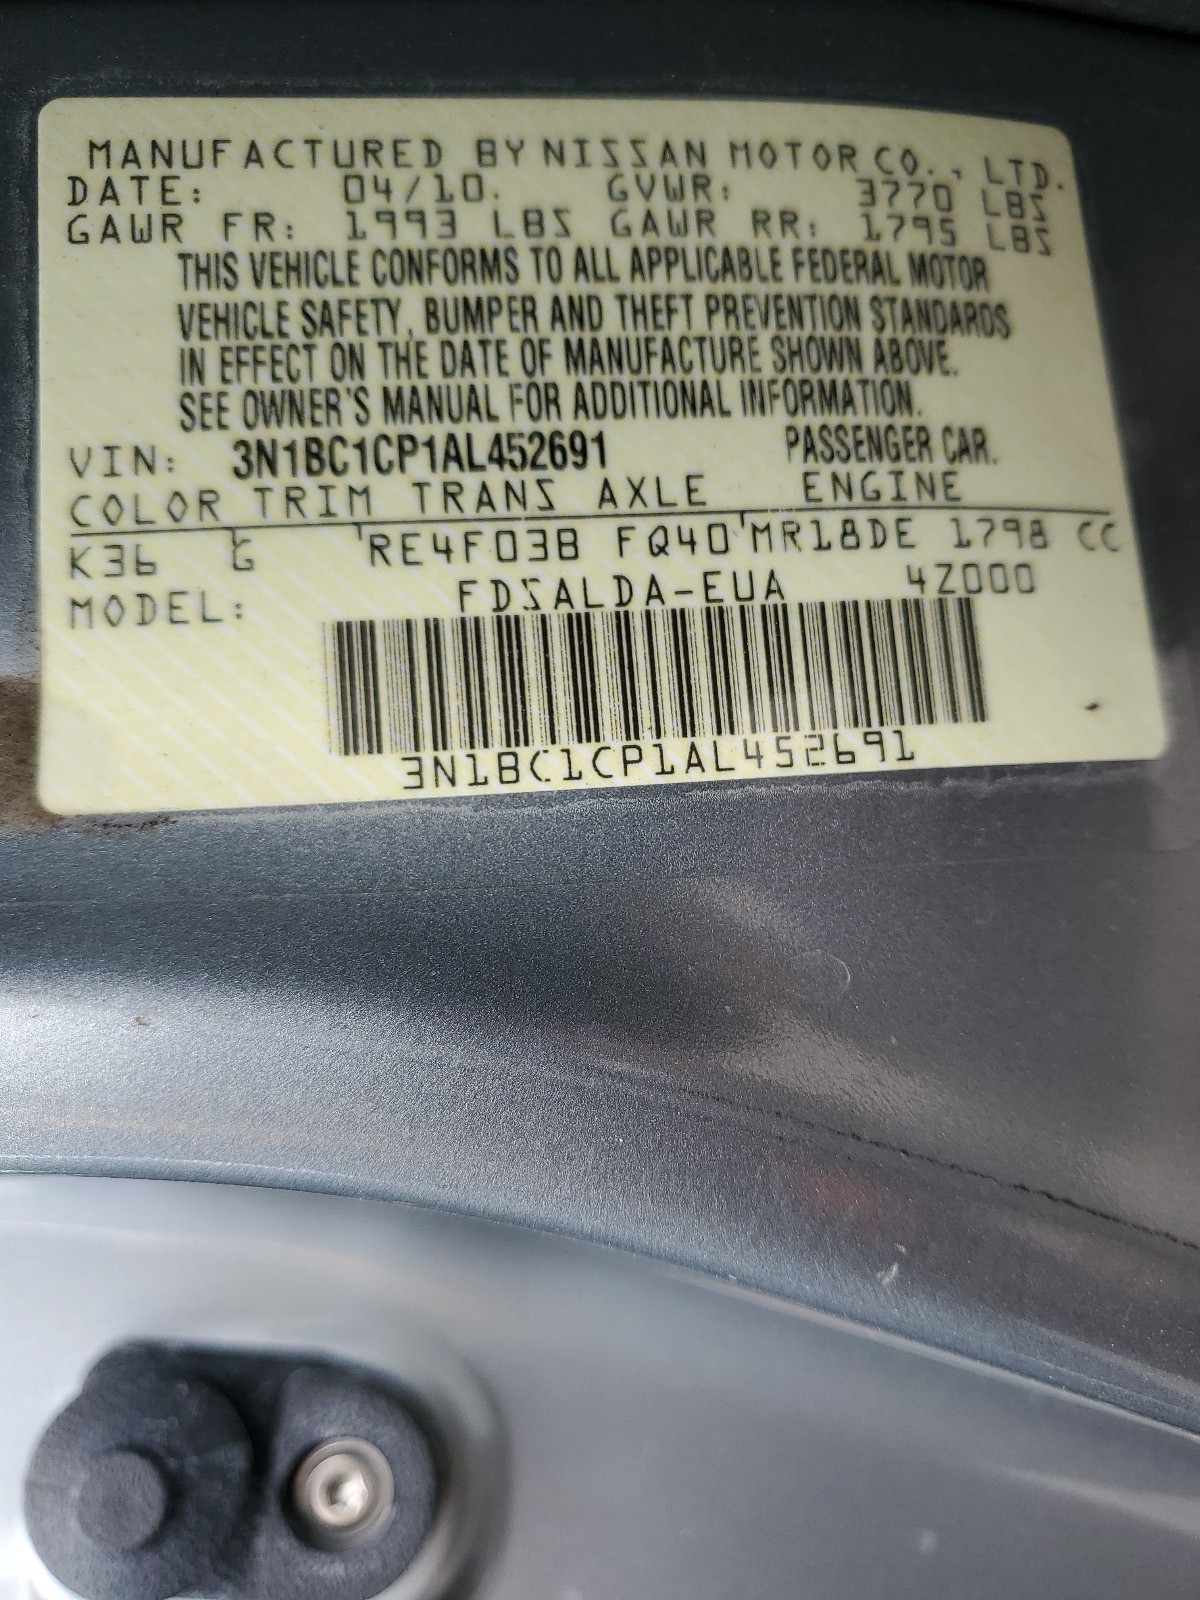 MANUFACTURED BY NISSAN MOTOR CO., LTD.
DATE: 04/10. GVWR: 3770 LBS
GAWR FR: 1993 LBS GAWR RR: 1795 LBS
THIS VEHICLE CONFORMS TO ALL APPLICABLE FEDERAL MOTOR
VEHICLE SAFETY, BUMPER AND THEFT PREVENTION STANDARDS
IN EFFECT ON THE DATE OF MANUFACTURE SHOWN ABOVE.
SEE OWNER'S MANUAL FOR ADDITIONAL INFORMATION.
VIN: 3N1BC1CP1AL452691 PASSENGER CAR.
COLOR TRIM TRANS AXLE ENGINE
K36 G RE4F03B FQ40 MR18DE 1798 CC
MODEL: FDSALDA-EUA 4Z000
3N1BC1CP1AL452691